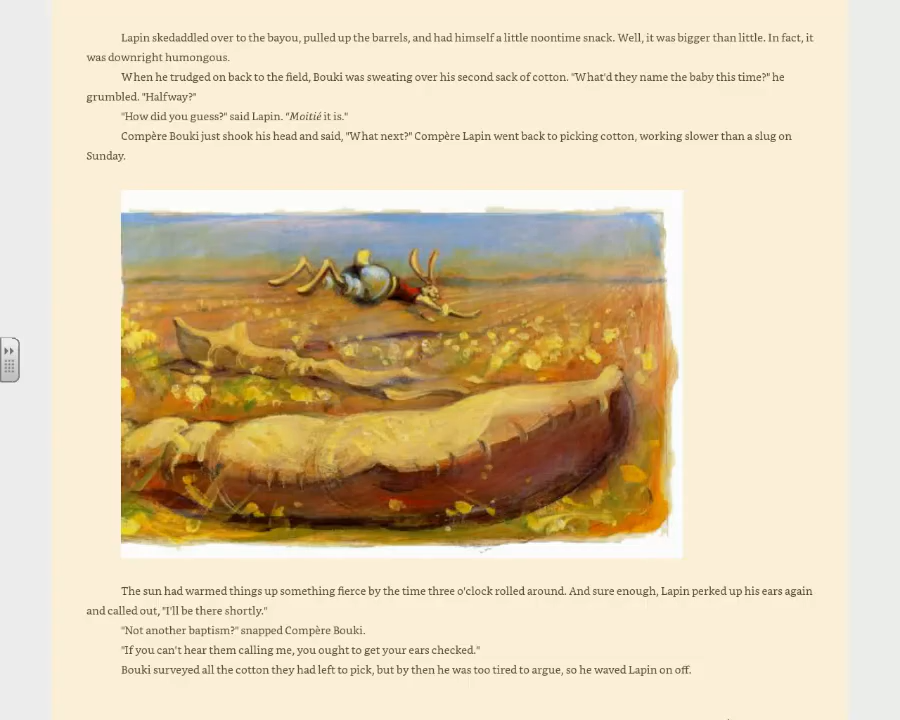 Lapin skedaddled over to the bayou, pulled up the barrels, and had himself a little noontime snack. Well, it was bigger than little. In fact, it
was downright humongous.
When he trudged on back to the field, Bouki was sweating over his second sack of cotton. "What'd they name the baby this time?" he
grumbled. "Halfway?"
"How did you guess?" said Lapin. "Moitié it is."
Compère Bouki just shook his head and said, "What next?" Compère Lapin went back to picking cotton, working slower than a slug on
Sunday.
The sun had warmed things up something fierce by the time three o'clock rolled around. And sure enough, Lapin perked up his ears again
and called out, "I'll be there shortly."
"Not another baptism?" snapped Compère Bouki.
"If you can't hear them calling me, you ought to get your ears checked."
Bouki surveyed all the cotton they had left to pick, but by then he was too tired to argue, so he waved Lapin on off.